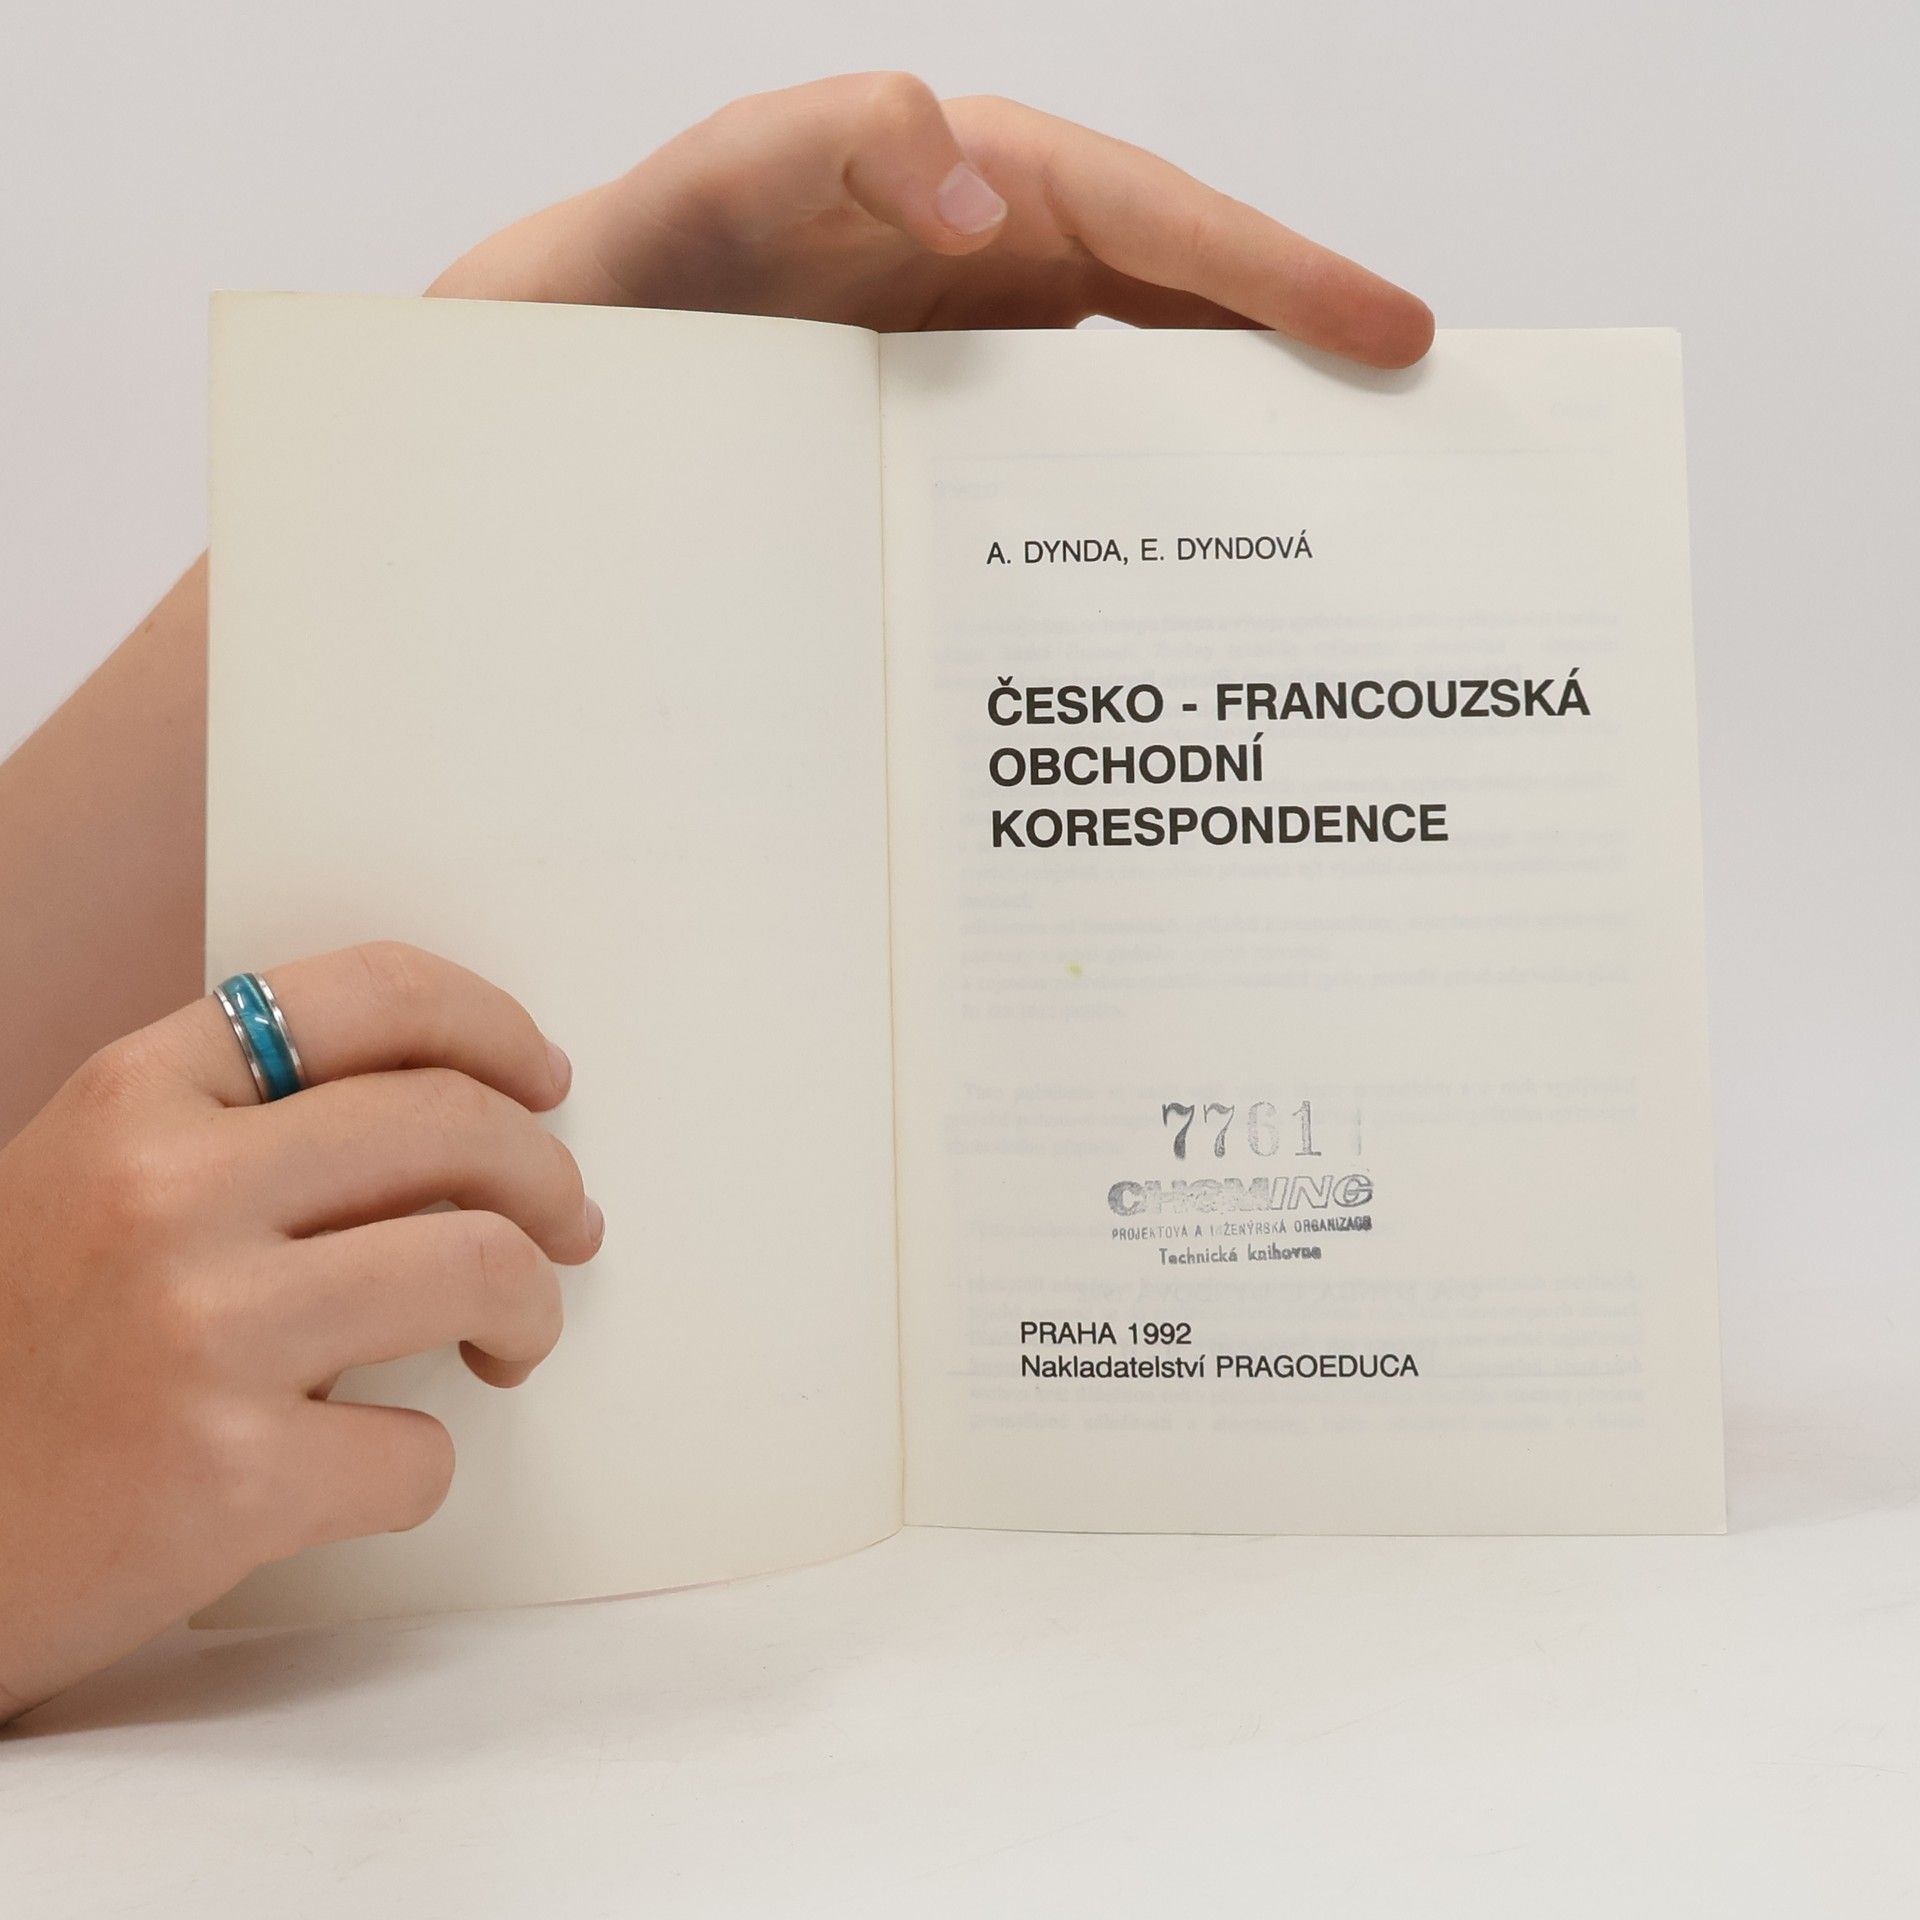 A. DYNDA, E. DYNDOVÁ
ČESKO - FRANCOUZSKÁ
OBCHODNÍ
KORESPONDENCE
7761
CHEMING
PROJEKTOVÁ A INŽENÝRSKÁ ORGANIZACE
Technická knihovna
PRAHA 1992
Nakladatelství PRAGOEDUCA